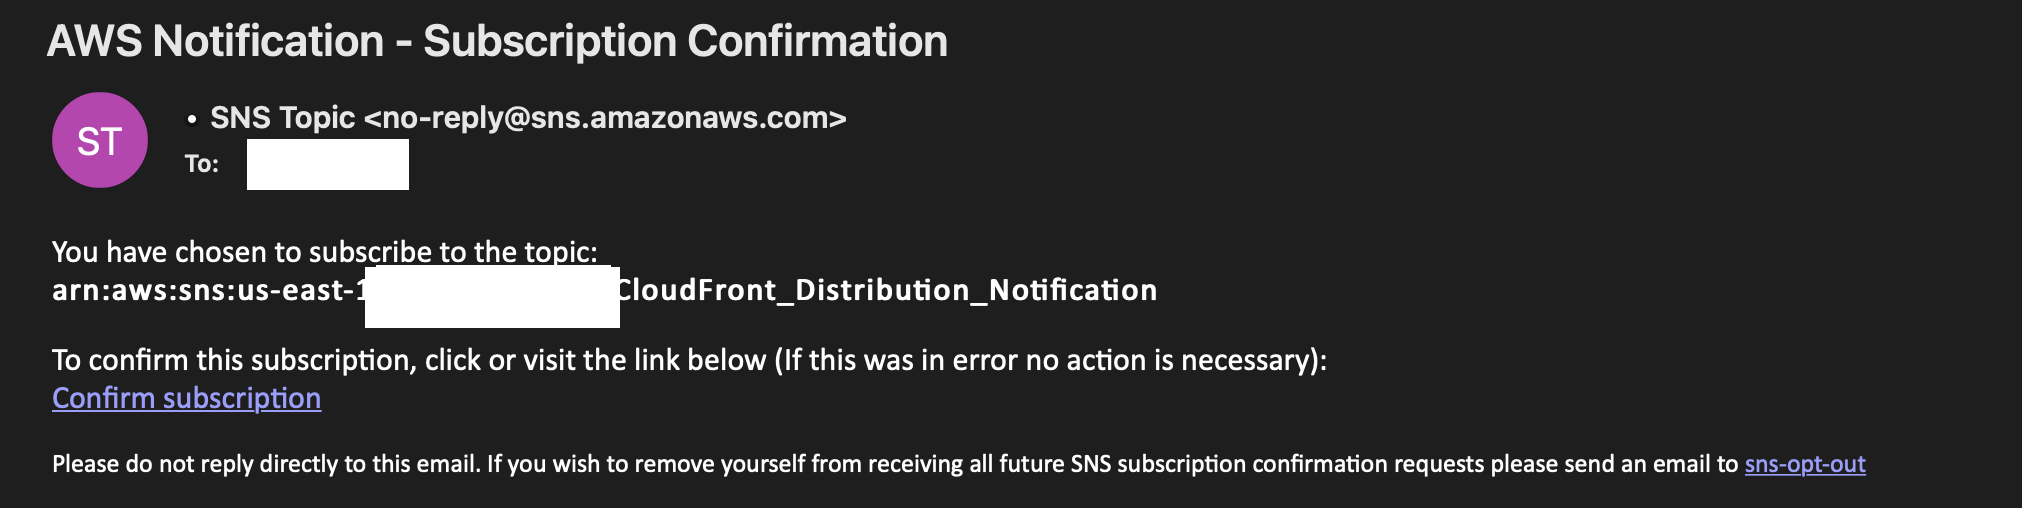 AWS Notification - Subscription Confirmation
ST
• SNS Topic <no-reply@sns.amazonaws.com>
To:
You have chosen to subscribe to the topic:
arn:aws:sns:us-east-1 CloudFront_Distribution_Notification
To confirm this subscription, click or visit the link below (If this was in error no action is necessary):
Confirm subscription
Please do not reply directly to this email. If you wish to remove yourself from receiving all future SNS subscription confirmation requests please send an email to sns-opt-out